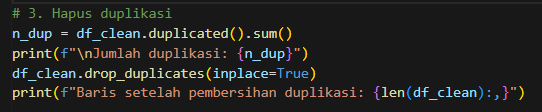 # 3. Hapus duplikasi
n_dup = df_clean.duplicated().sum()
print(f"\nJumlah duplikasi: {n_dup}")
df_clean.drop_duplicates(inplace=True)
print(f"Baris setelah pembersihan duplikasi: {len(df_clean):,}")